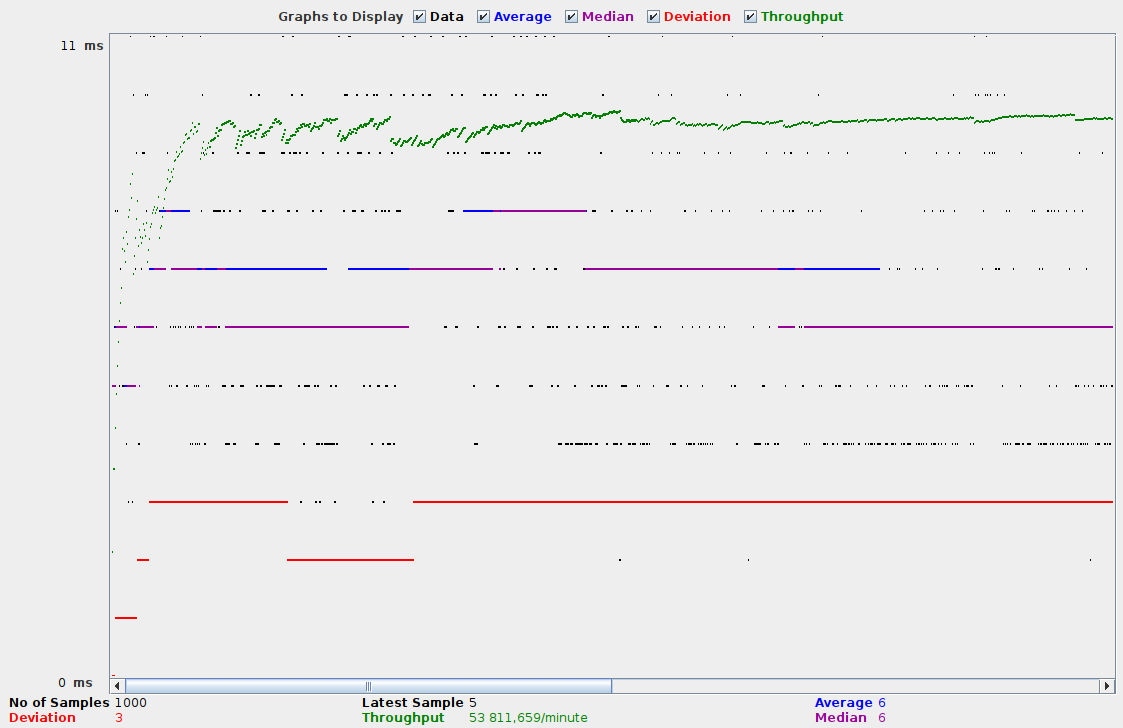 Graphs to Display Data Average Median Deviation Throughput
11 ms
0 ms
No of Samples 1000 Latest Sample 5 Average 6
Deviation 3 Throughput 53 811,659/minute Median 6